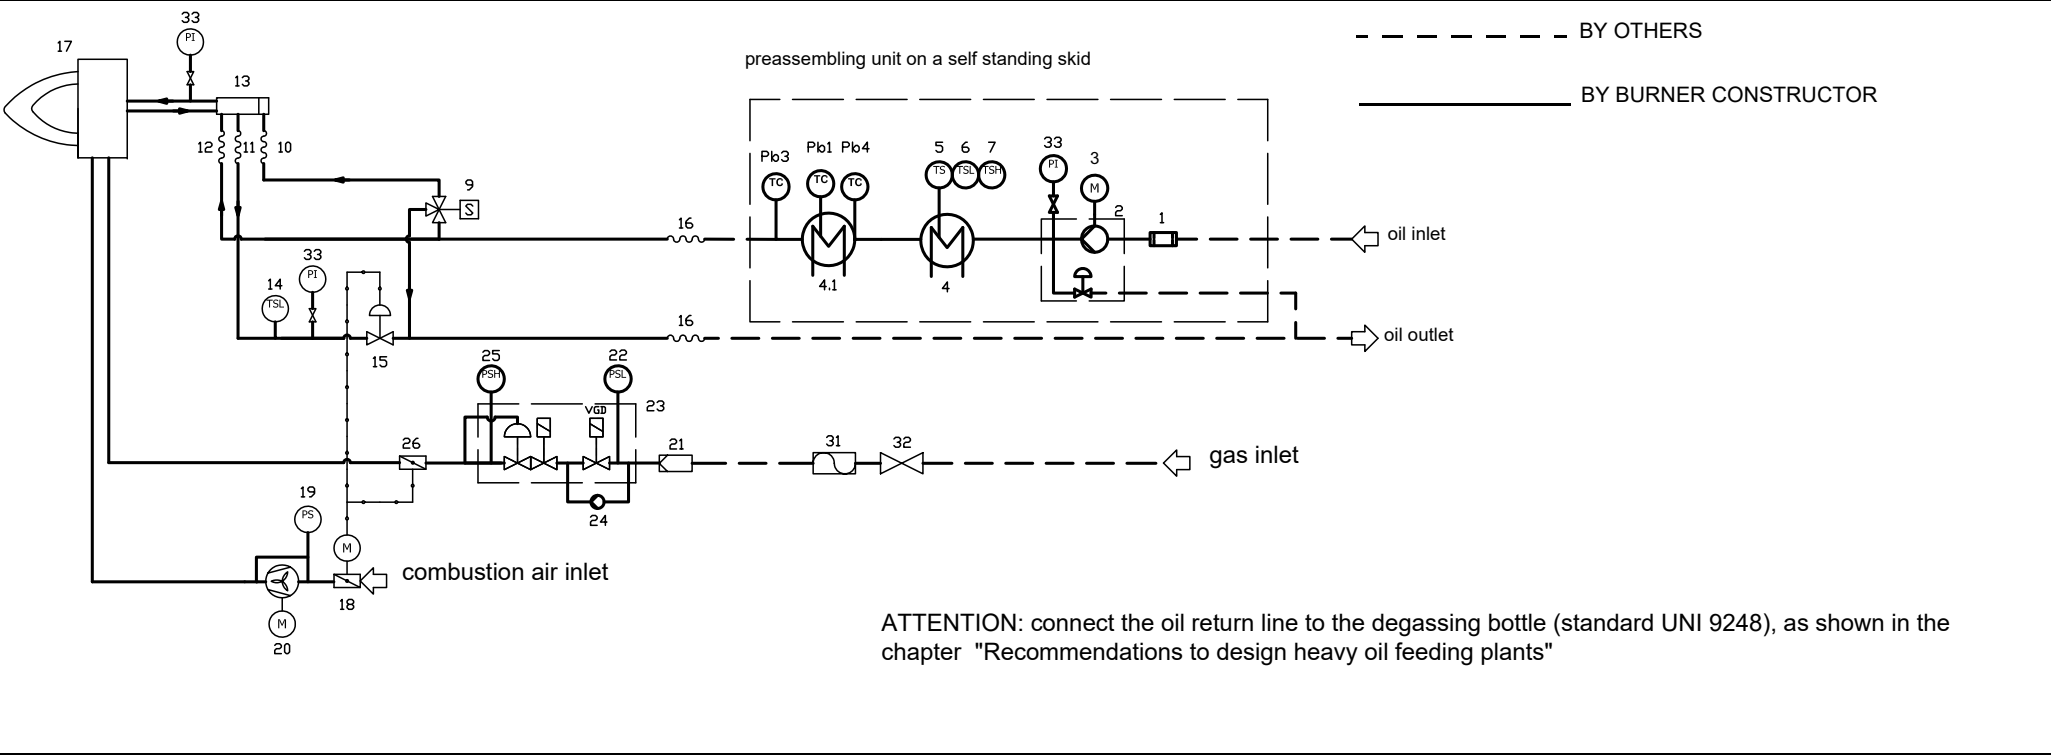 33
PI
17
BY OTHERS
preassembling unit on a self standing skid
13
BY BURNER CONSTRUCTOR
12
11
10
Pb3
Pb1
Pb4
5
6
7
33
3
TC
TC
TC
TS
TSL
TSH
PI
M
9
S
2
1
16
oil inlet
33
PI
14
TSL
4.1
4
16
oil outlet
15
25
22
PSH
PSL
VGD
23
26
21
31
32
gas inlet
19
PS
24
M
combustion air inlet
18
M
20
ATTENTION: connect the oil return line to the degassing bottle (standard UNI 9248), as shown in the
chapter "Recommendations to design heavy oil feeding plants"